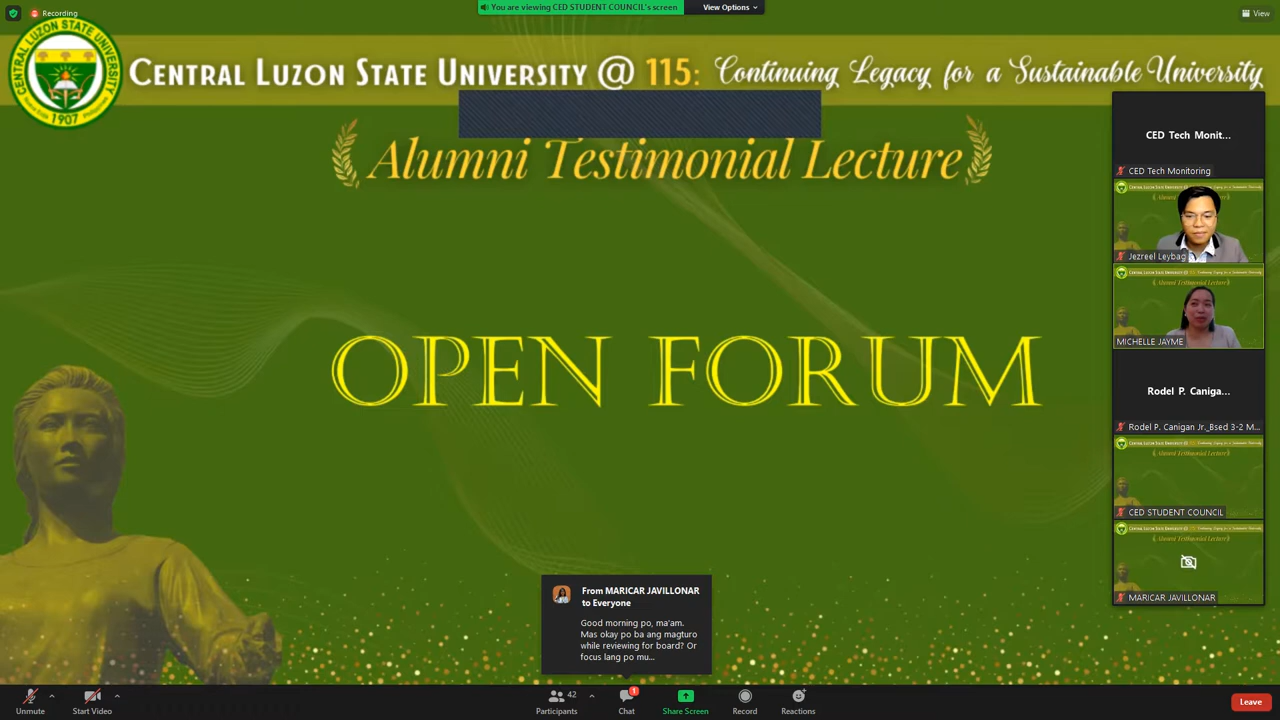 Recording
You are viewing CED STUDENT COUNCIL's screen
View Options
View
CENTRAL LUZON STATE UNIVERSITY
1907
CENTRAL LUZON STATE UNIVERSITY @ 115: Continuing Legacy for a Sustainable University
Alumni Testimonial Lecture
OPEN FORUM
CED Tech Monit...
CED Tech Monitoring
Jezreel Leybag
MICHELLE JAYME
Rodel P. Caniga...
Rodel P. Canigan Jr._Bsed 3-2 M...
CED STUDENT COUNCIL
MARICAR JAVILLONAR
From MARICAR JAVILLONAR
to Everyone
Good morning po, ma'am.
Mas okay po ba ang magturo
while reviewing for board? Or
focus lang po mu...
Unmute
Start Video
42
Participants
1
Chat
Share Screen
Record
Reactions
Leave